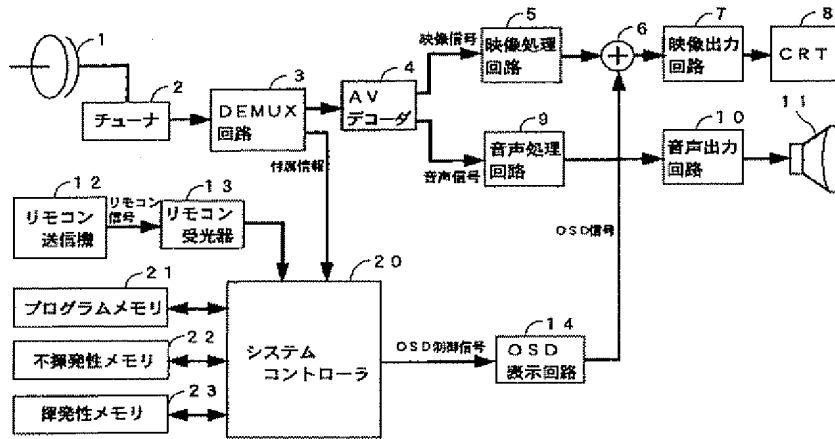 1
2
チューナ
3
DEMUX
回路
4
AV
デコーダ
映像信号
5
映像処理
回路
6
7
映像出力
回路
8
CRT
音声信号
9
音声処理
回路
10
音声出力
回路
11
付属情報
12
リモコン
送信機
リモコン
信号
13
リモコン
受光器
OSD信号
20
システム
コントローラ
21
プログラムメモリ
22
不揮発性メモリ
23
揮発性メモリ
OSD制御信号
14
OSD
表示回路